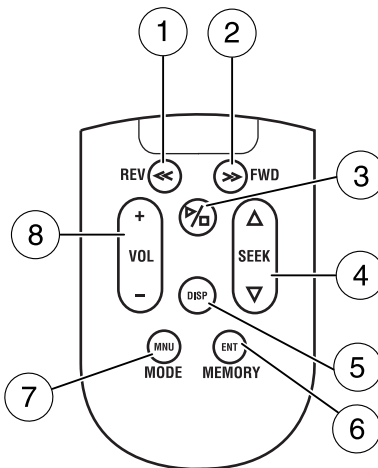 1 2
REV << >> FWD
3
8 + VOL − SEEK 4
DISP
5
7 MNU ENT 6
MODE MEMORY